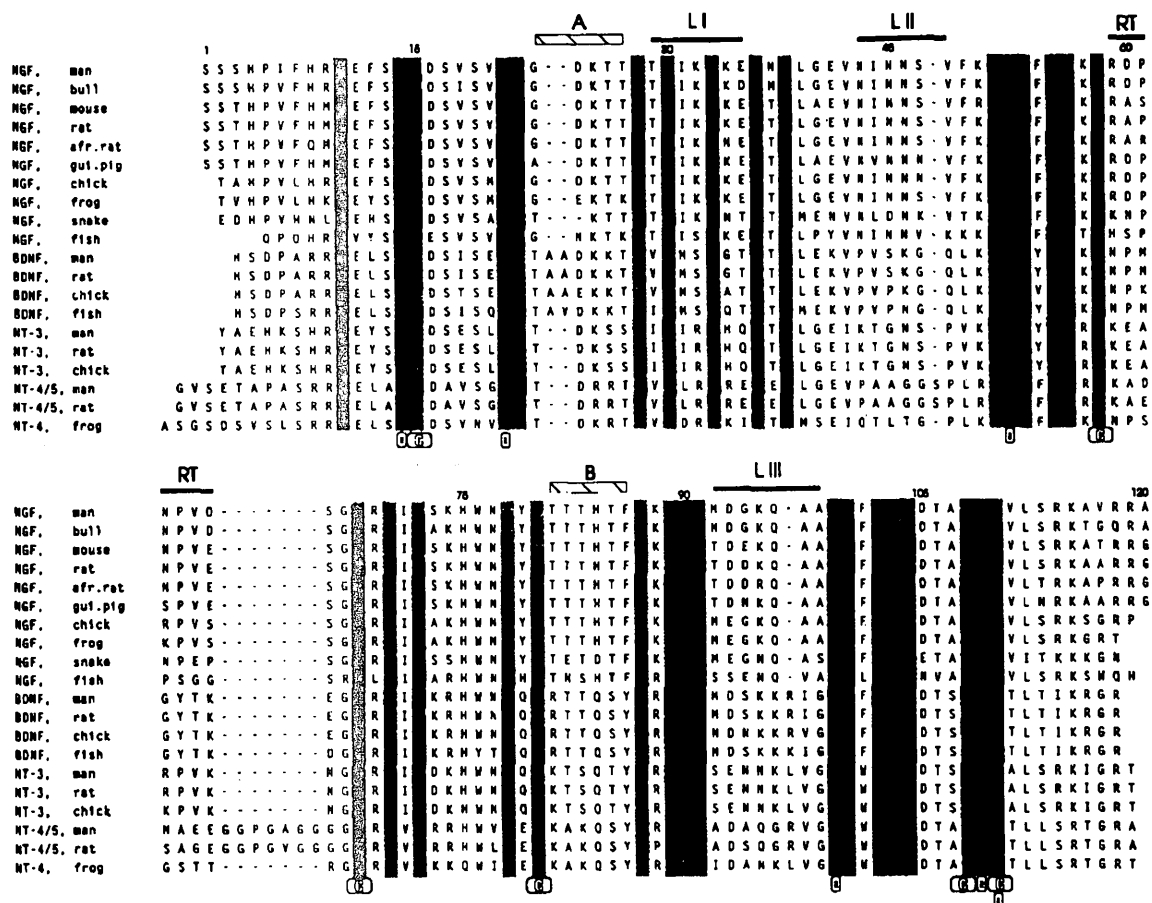 A L I L II RT
1 15 30 45 60
NGF, man S S S H P I F H R E F S D S V S V G - - D K T T T I K K E N L G E V N I N N S - V F K F K R D P
NGF, bull S S S H P V F H R E F S D S I S V G - - D K T T T I K K D N L G E V N I N N S - V F K F K R D P
NGF, mouse S S T H P V F H M E F S D S V S V G - - D K T T T I K K E N L A E V N I N N S - V F R F K R A S
NGF, rat S S T H P V F H M E F S D S V S V G - - D K T T T I K K E N L G E V N I N N S - V F K F K R A P
NGF, afr.rat S S T H P V F Q M E F S D S V S V G - - D K T T T I K N E N L G E V N I N N S - V F K F K R A R
NGF, gui.pig S S T H P V F H M E F S D S V S V A - - D K T T T I K K E N L A E V K V N N N - V F K F K R D P
NGF, chick T A H P V L H R E F S D S V S M G - - D K T T T I K K E N L G E V N I N N N - V F K F K R D P
NGF, frog T V H P V L H K E Y S D S V S M G - - E K T K T I K K E N L G E V N I N N N - V F K F K R D P
NGF, snake E D H P V H N L E H S D S V S A T - - K T T T I K N T T M E N V N L D N K - V T K F K K N P
NGF, fish Q P Q H R V Y S E S V S V G - N K T K T I S K E T L P Y V N I N N V - K K K F T H S P
BDNF, man H S D P A R R E L S D S I S E T A A D K K T V M S G T T L E K V P V S K G - Q L K Y K N P M
BDNF, rat H S D P A R R E L S D S I S E T A A D K K T V M S G T T L E K V P V S K G - Q L K Y K N P M
BDNF, chick H S D P A R R E L S D S T S E T A A E K K T V M S A T T L E K V P V P K G - Q L K Y K N P K
BDNF, fish H S D P S R R E L S D S I S Q T A V D K K T I M S Q T T L E K V P V P N G - Q L K Y K N P M
NT-3, man Y A E H K S H R E Y S D S E S L T - - D K S S I I R H Q T L G E I K T G N S - P V K Y R K E A
NT-3, rat Y A E H K S H R E Y S D S E S L T - - D K S S I I R H Q T L G E I K T G N S - P V K Y R K E A
NT-3, chick Y A E H K S H R E Y S D S E S L T - - D K S S I I R H Q T L G E I K T G N S - P V K Y R K E A
NT-4/5, man G V S E T A P A S R R E L A D A V S G T - - D R R T V L R R E E L G E V P A A G G S P L R F R K A D
NT-4/5, rat G V S E T A P A S R R E L A D A V S G T - - D R R T V D R R E E L G E V P A A G G S P L R F R K A E
NT-4, frog A S G S D S V S L S R R E L S D S V N V T - - D K R T V D R K I T M S E I Q T L T G - P L K F K N P S
RT B L III
75 90 105 120
NGF, man N P V D - - - - - - - S G R I S K H W N Y T T T H T F K M D G K Q - A A F D T A V L S R K A V R R A
NGF, bull N P V D - - - - - - - S G R I S K H W N Y T T T H T F K M D G K Q - A A F D T A V L S R K T G Q R A
NGF, mouse N P V E - - - - - - - S G R I S K H W N Y T T T H T F K T D E K Q - A A F D T A V L S R K A T R R G
NGF, rat N P V E - - - - - - - S G R I S K H W N Y T T T H T F K T D D K Q - A A F D T A V L S R K A A R R G
NGF, afr.rat N P V E - - - - - - - S G R I S K H W N Y T T T H T F K T D D R Q - A A F D T A V L T R K A P R R G
NGF, gui.pig S P V E - - - - - - - S G R I S K H W N Y T T T H T F K T D N K Q - A A F D T A V L N R K A A R R G
NGF, chick R P V S - - - - - - - S G R I A K H W N Y T T T H T F K M E G K Q - A A F D T A V L S R K S G R P
NGF, frog K P V S - - - - - - - S G R I A K H W N Y T T T H T F K M E G K Q - A A F D T A V L S R K G R T
NGF, snake N P E P - - - - - - - S G R I S S H W N Y T E T D T F K M E G N Q - A S F E T A V I T K K K G N
NGF, fish P S G G - - - - - - - S R L I A R H W N H T N S H T F K S S E N Q - V A L N V A V L S R K S W Q H
BDNF, man G Y T K - - - - - - - E G R I K R H W N Q R T T Q S Y R M D S K K R I G F D T S L T I K R G R
BDNF, rat G Y T K - - - - - - - E G R I K R H W N Q R T T Q S Y R M D S K K R I G F D T S L T I K R G R
BDNF, chick G Y T K - - - - - - - E G R I K R H W N Q R T T Q S Y R M D N K K R V G F D T S L T I K R G R
BDNF, fish G Y T K - - - - - - - D G R I K R H Y T Q R T T Q S Y R M D S K K K I G F D T S L T I K R G R
NT-3, man R P V K - - - - - - - N G R I D K H W N Q K T S Q T Y R S E N N K L V G W D T S A L S R K I G R T
NT-3, rat R P V K - - - - - - - N G R I D K H W N Q K T S Q T Y R S E N N K L V G W D T S A L S R K I G R T
NT-3, chick K P V K - - - - - - - N G R I D K H W N Q K T S Q T Y R S E N N K L V G W D T S A L S R K I G R T
NT-4/5, man N A E E G G P G A G G G G R V R R H W V E K A K Q S Y R A D A Q G R V G W D T A T L L S R T G R A
NT-4/5, rat S A G E G G P G V G G G G R V R R H W L E K A K Q S Y P A D A Q G R V G W D T A T L L S R T G R A
NT-4, frog G S T T - - - - - - - R G R V K K Q W I E K A K Q S Y R I D A N K L V G W D T A T L L S R T G R T